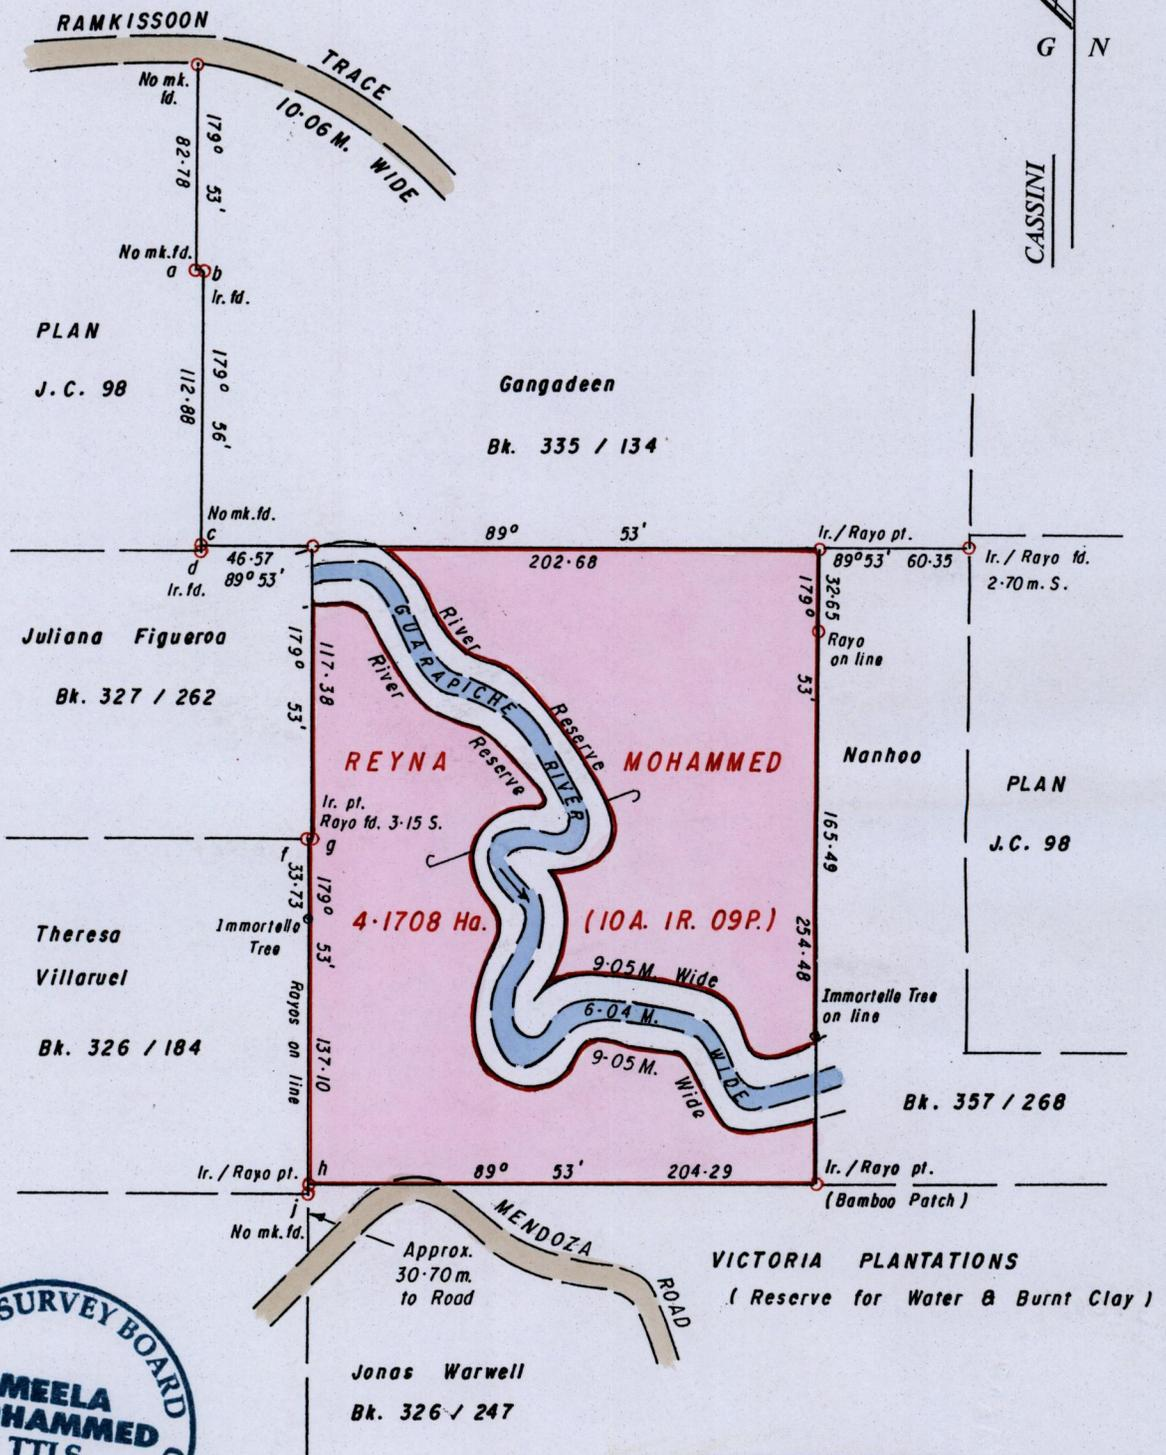 RAMKISSOON
TRACE
10·06 M. WIDE
G N
CASSINI
No mk.
fd.
179° 53'
82·78
No mk.fd.
a
b
Ir. fd.
PLAN
J.C. 98
179° 56'
112·88
Gangadeen
Bk. 335 / 134
No mk.fd.
c
d
Ir. fd.
46·57
89° 53'
89° 53'
202·68
Ir. / Rayo pt.
89° 53' 60·35
Ir. / Rayo fd.
2·70 m. S.
32·65
179° 53'
Rayo
on line
Juliana Figueroa
Bk. 327 / 262
179° 53'
117·38
River
GUARAPICHE
River
Reserve
Reserve
RIVER
REYNA
MOHAMMED
Nanhoo
PLAN
J.C. 98
Ir. pt.
Rayo fd. 3·15 S.
f
g
33·73
179° 53'
165·49
254·48
Immortelle
Tree
4·1708 Ha.
(10A. 1R. 09P.)
Theresa
Villaruel
Bk. 326 / 184
Rayos on line
137·10
9·05 M. Wide
6·04 M.
WIDE
9·05 M. Wide
Immortelle Tree
on line
Bk. 357 / 268
Ir. / Rayo pt.
h
89° 53' 204·29
Ir. / Rayo pt.
(Bamboo Patch)
No mk.fd.
Approx.
30·70 m.
to Road
MENDOZA
ROAD
VICTORIA PLANTATIONS
( Reserve for Water & Burnt Clay )
Jonas Warwell
Bk. 326 / 247
SURVEY BOARD
MEELA
OHAMMED
TTLS